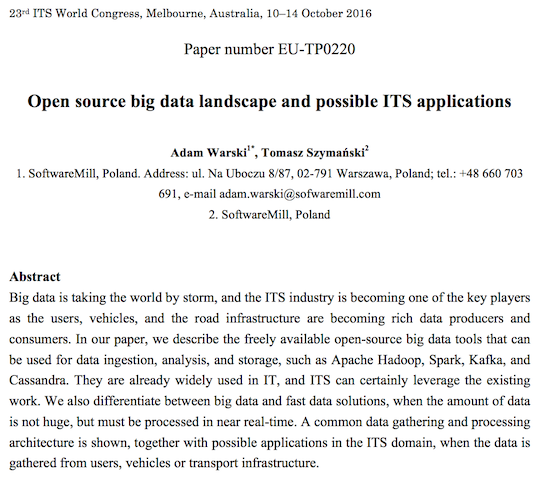 23rd ITS World Congress, Melbourne, Australia, 10–14 October 2016
Paper number EU-TP0220
Open source big data landscape and possible ITS applications
Adam Warski1*, Tomasz Szymański2
1. SoftwareMill, Poland. Address: ul. Na Uboczu 8/87, 02-791 Warszawa, Poland; tel.: +48 660 703
691, e-mail adam.warski@sofwaremill.com
2. SoftwareMill, Poland
Abstract
Big data is taking the world by storm, and the ITS industry is becoming one of the key players
as the users, vehicles, and the road infrastructure are becoming rich data producers and
consumers. In our paper, we describe the freely available open-source big data tools that can
be used for data ingestion, analysis, and storage, such as Apache Hadoop, Spark, Kafka, and
Cassandra. They are already widely used in IT, and ITS can certainly leverage the existing
work. We also differentiate between big data and fast data solutions, when the amount of data
is not huge, but must be processed in near real-time. A common data gathering and processing
architecture is shown, together with possible applications in the ITS domain, when the data is
gathered from users, vehicles or transport infrastructure.